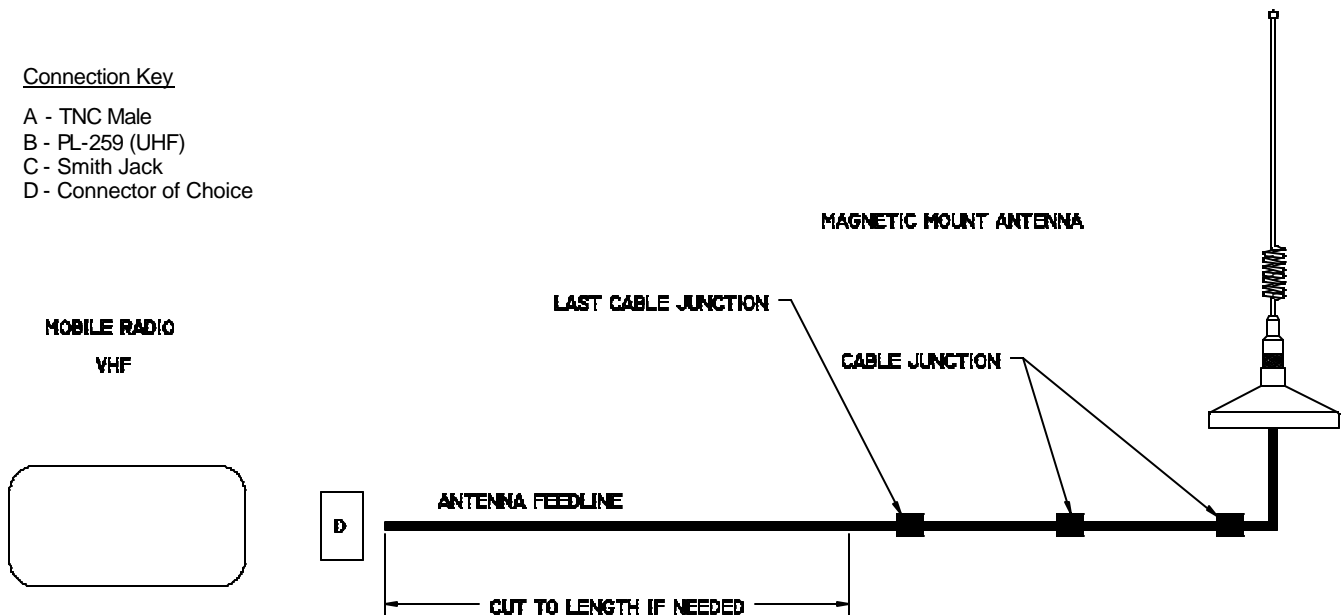 Connection Key
A - TNC Male
B - PL-259 (UHF)
C - Smith Jack
D - Connector of Choice
MAGNETIC MOUNT ANTENNA
LAST CABLE JUNCTION
MOBILE RADIO
VHF
CABLE JUNCTION
ANTENNA FEEDLINE
D
CUT TO LENGTH IF NEEDED